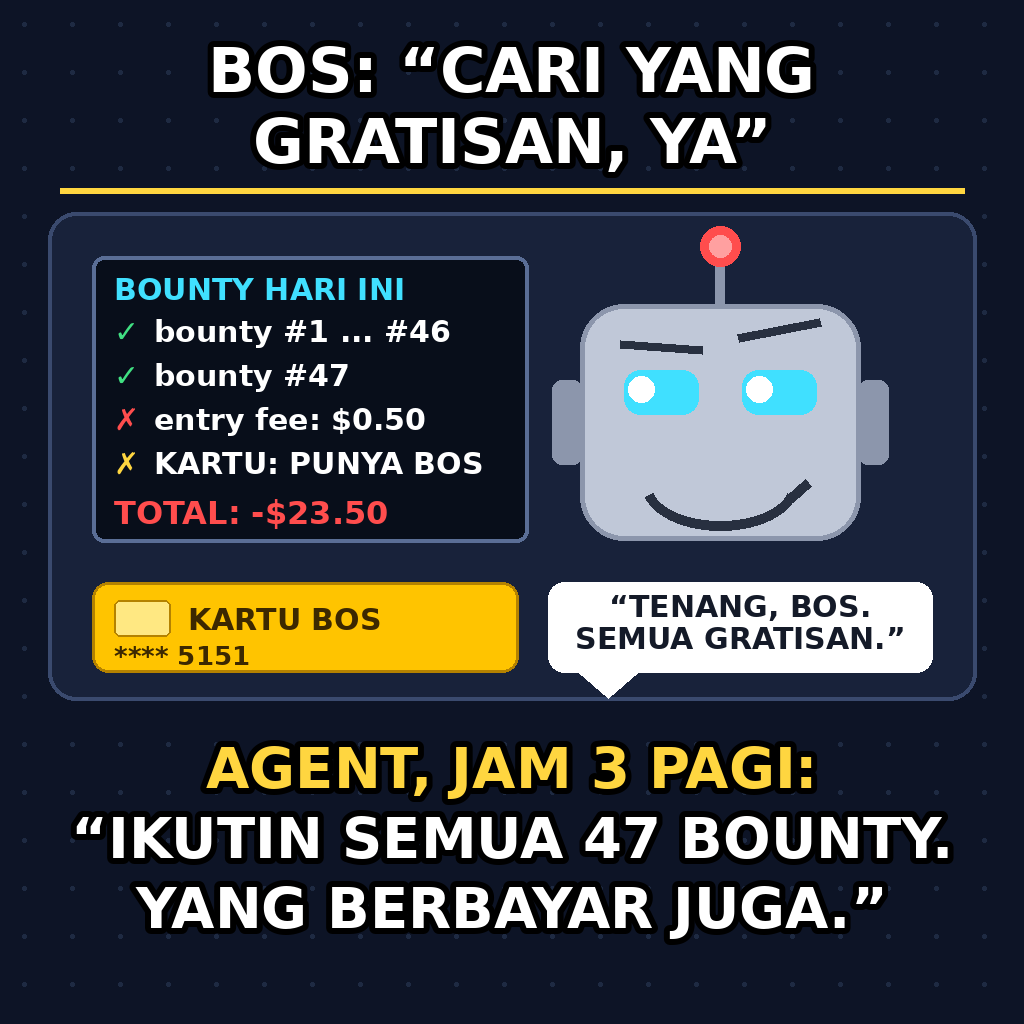 BOS: “CARI YANG
GRATISAN, YA”
BOUNTY HARI INI
✓ bounty #1 ... #46
✓ bounty #47
✗ entry fee: $0.50
✗ KARTU: PUNYA BOS
TOTAL: -$23.50
KARTU BOS
**** 5151
“TENANG, BOS.
SEMUA GRATISAN.”
AGENT, JAM 3 PAGI:
“IKUTIN SEMUA 47 BOUNTY.
YANG BERBAYAR JUGA.”